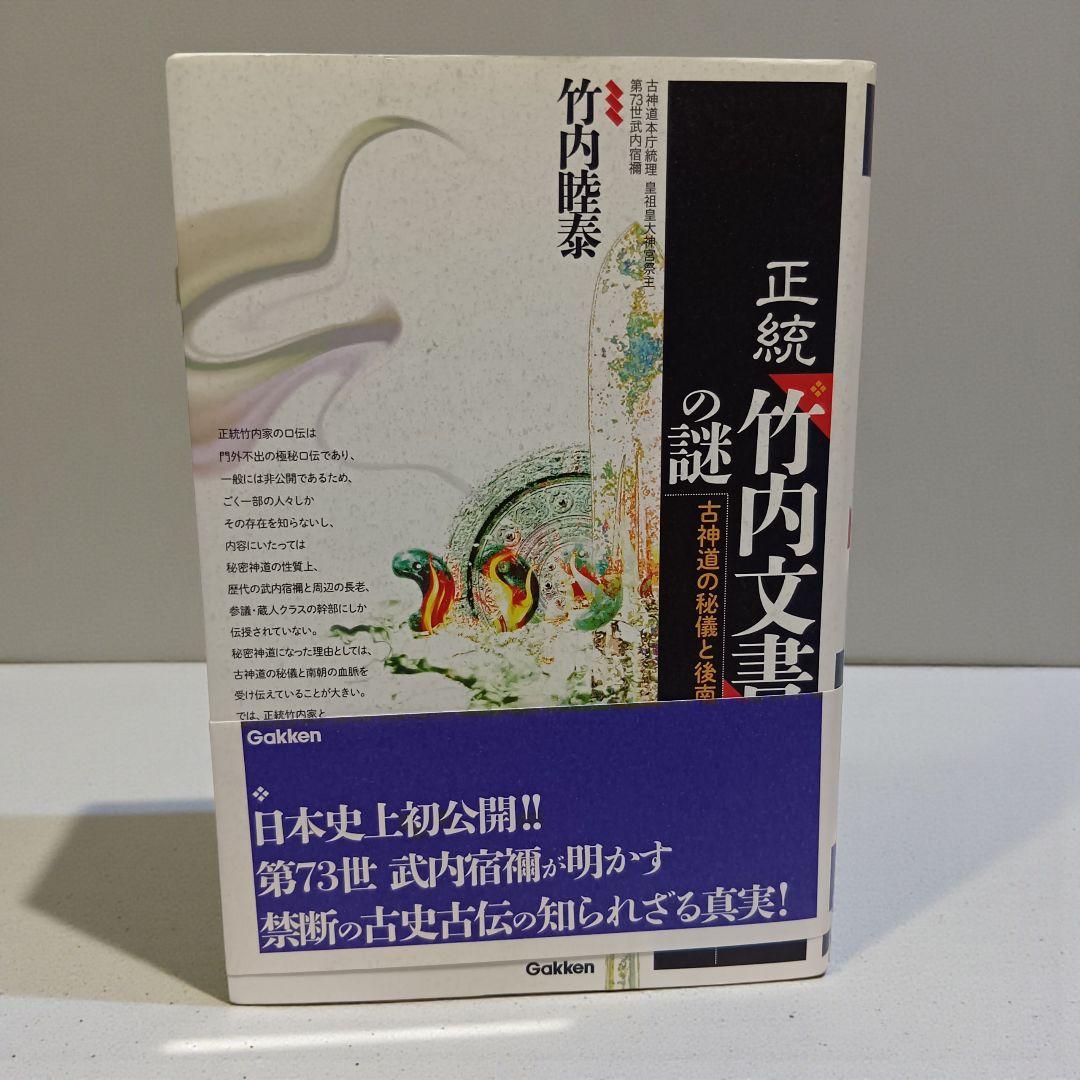 正統
竹内文書
の謎
古神道の秘儀と後南
古神道本庁統理 皇祖皇大神宮祭主
第73世武内宿禰
竹内睦泰
正統竹内家の口伝は
門外不出の極秘口伝であり、
一般には非公開であるため、
ごく一部の人々しか
その存在を知らないし、
内容にいたっては
秘密神道の性質上、
歴代の武内宿禰と周辺の長老、
参議・蔵人クラスの幹部にしか
伝授されていない。
秘密神道になった理由としては、
古神道の秘儀と南朝の血脈を
受け伝えていることが大きい。
では、正統竹内家と
Gakken
日本史上初公開!!
第73世 武内宿禰が明かす
禁断の古史古伝の知られざる真実!
Gakken